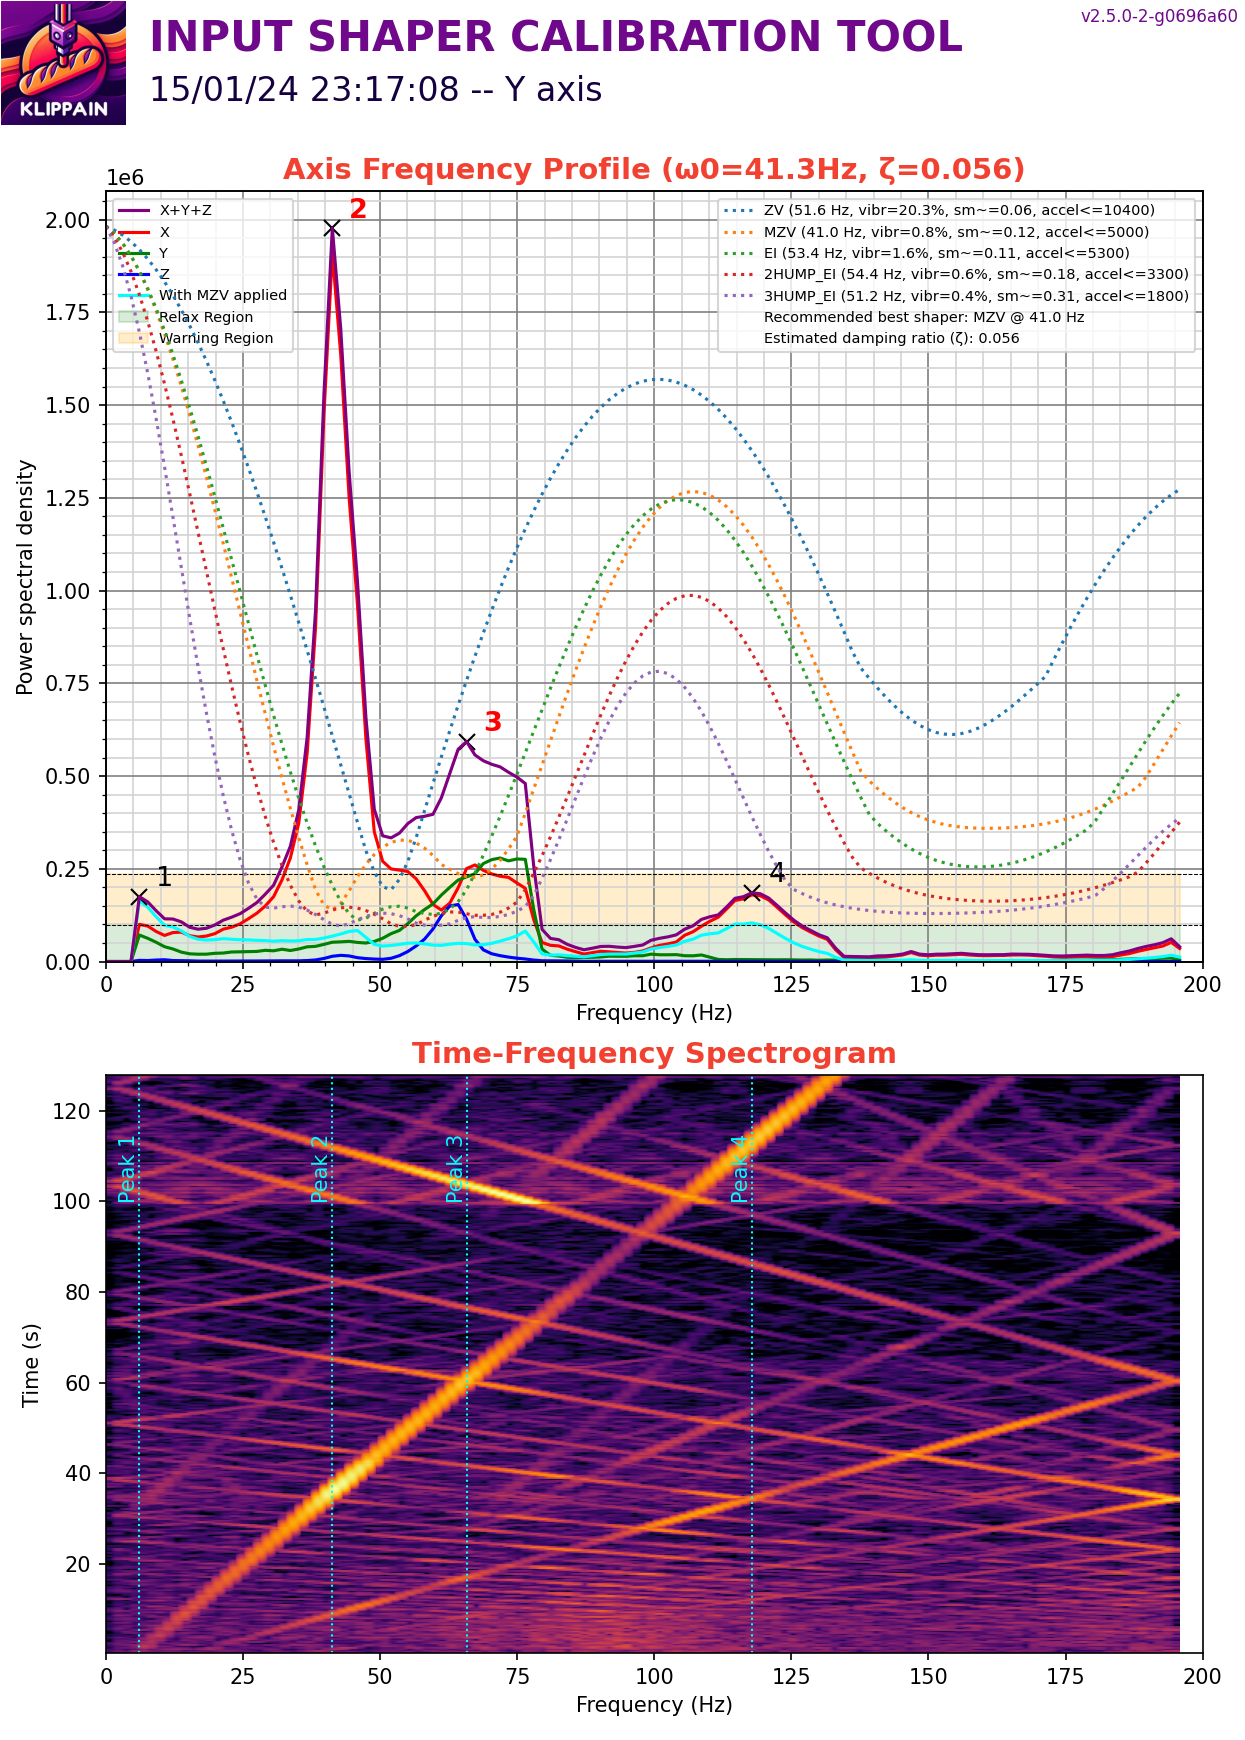 INPUT SHAPER CALIBRATION TOOL
v2.5.0-2-g0696a60
15/01/24 23:17:08 -- Y axis
KLIPPAIN
Axis Frequency Profile (ω0=41.3Hz, ζ=0.056)
1e6
X+Y+Z
X
Y
Z
With MZV applied
Relax Region
Warning Region
ZV (51.6 Hz, vibr=20.3%, sm~=0.06, accel<=10400)
MZV (41.0 Hz, vibr=0.8%, sm~=0.12, accel<=5000)
EI (53.4 Hz, vibr=1.6%, sm~=0.11, accel<=5300)
2HUMP_EI (54.4 Hz, vibr=0.6%, sm~=0.18, accel<=3300)
3HUMP_EI (51.2 Hz, vibr=0.4%, sm~=0.31, accel<=1800)
Recommended best shaper: MZV @ 41.0 Hz
Estimated damping ratio (ζ): 0.056
1
2
3
4
2.00
1.75
1.50
1.25
1.00
0.75
0.50
0.25
0.00
Power spectral density
0 25 50 75 100 125 150 175 200
Frequency (Hz)
Time-Frequency Spectrogram
Peak 1
Peak 2
Peak 3
Peak 4
120
100
80
60
40
20
Time (s)
0 25 50 75 100 125 150 175 200
Frequency (Hz)